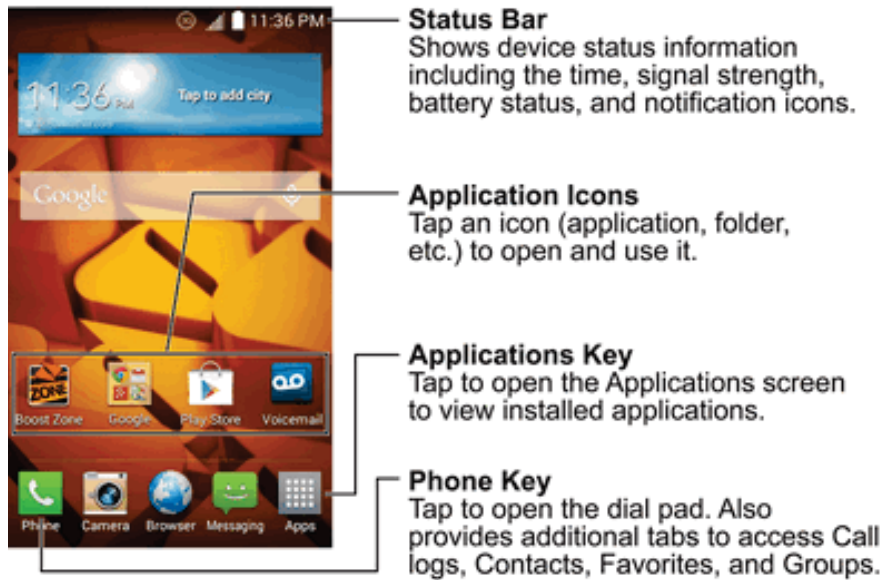 11:36 PM
11:36 PM
Tap to add city
Google
Boost Zone
Google
Play Store
Voicemail
Phone
Camera
Browser
Messaging
Apps
Status Bar
Shows device status information
including the time, signal strength,
battery status, and notification icons.
Application Icons
Tap an icon (application, folder,
etc.) to open and use it.
Applications Key
Tap to open the Applications screen
to view installed applications.
Phone Key
Tap to open the dial pad. Also
provides additional tabs to access Call
logs, Contacts, Favorites, and Groups.